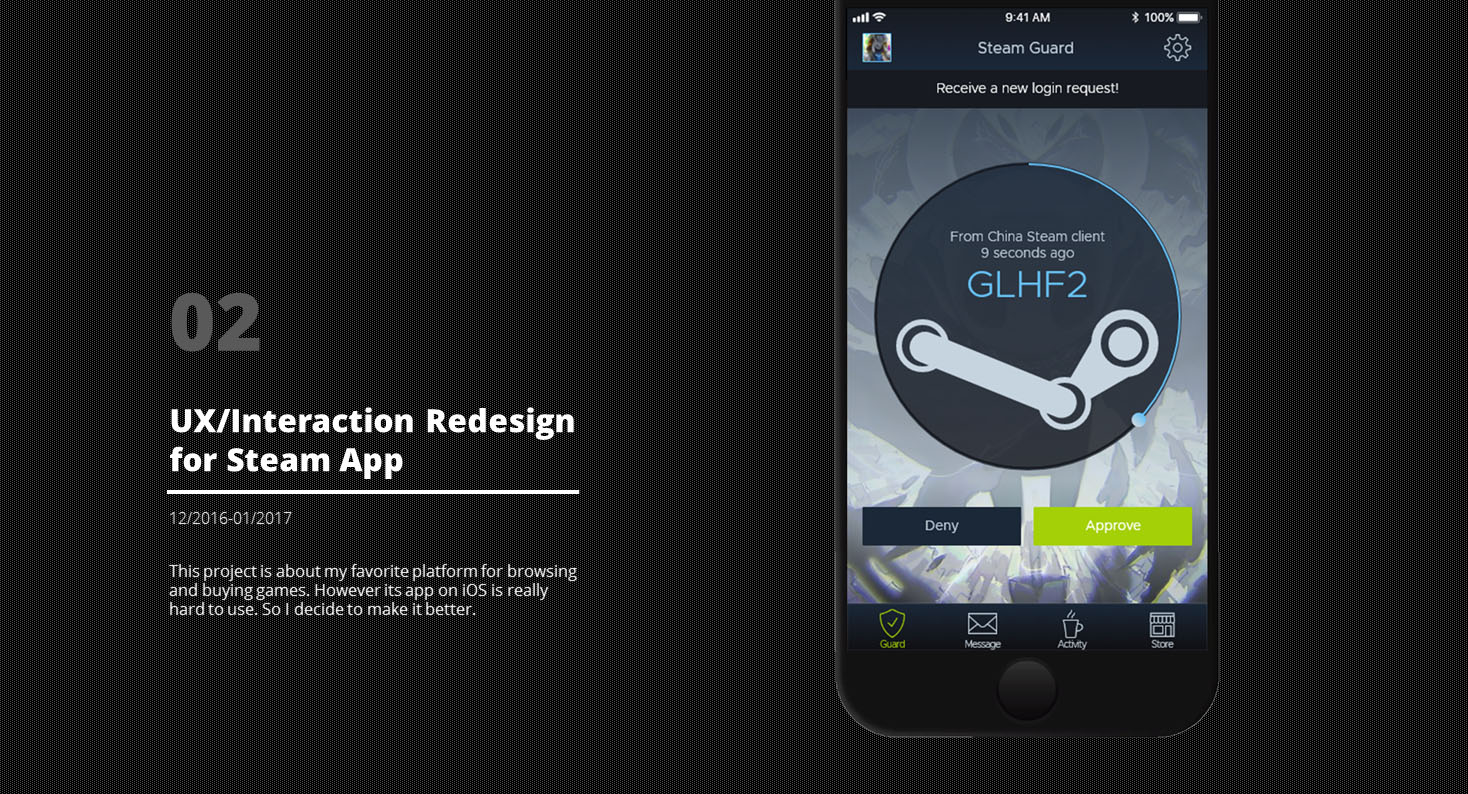 02
UX/Interaction Redesign
for Steam App
12/2016-01/2017
This project is about my favorite platform for browsing
and buying games. However its app on iOS is really
hard to use. So I decide to make it better.
9:41 AM
100%
Steam Guard
Receive a new login request!
From China Steam client
9 seconds ago
GLHF2
Deny
Approve
Guard
Message
Activity
Store